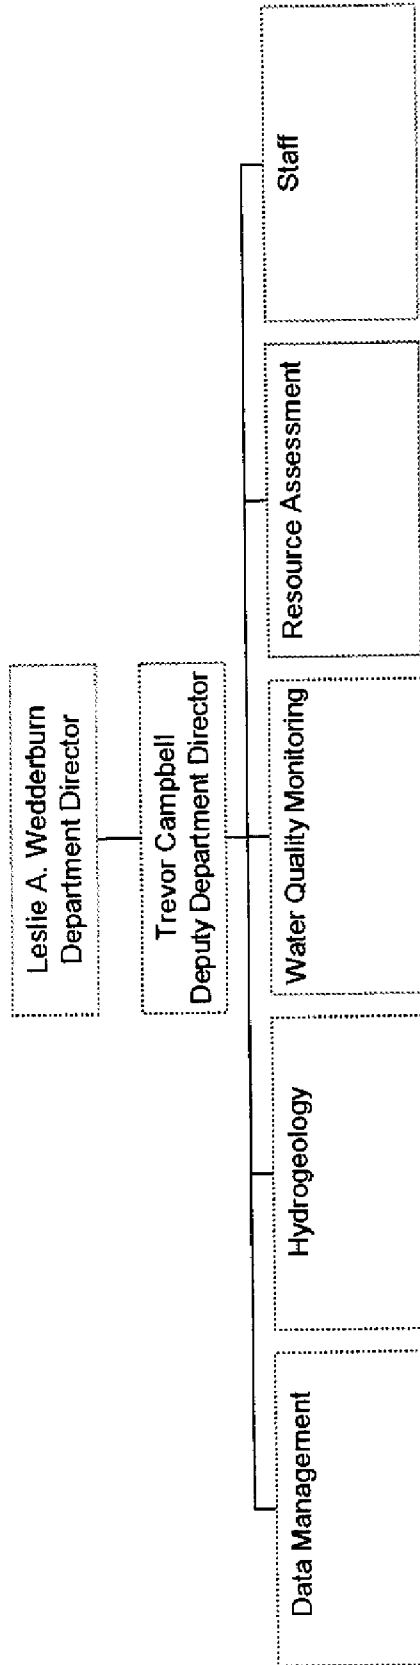 Leslie A. Wedderburn
Department Director
Trevor Campbell
Deputy Department Director
Data Management
Hydrogeology
Water Quality Monitoring
Resource Assessment
Staff